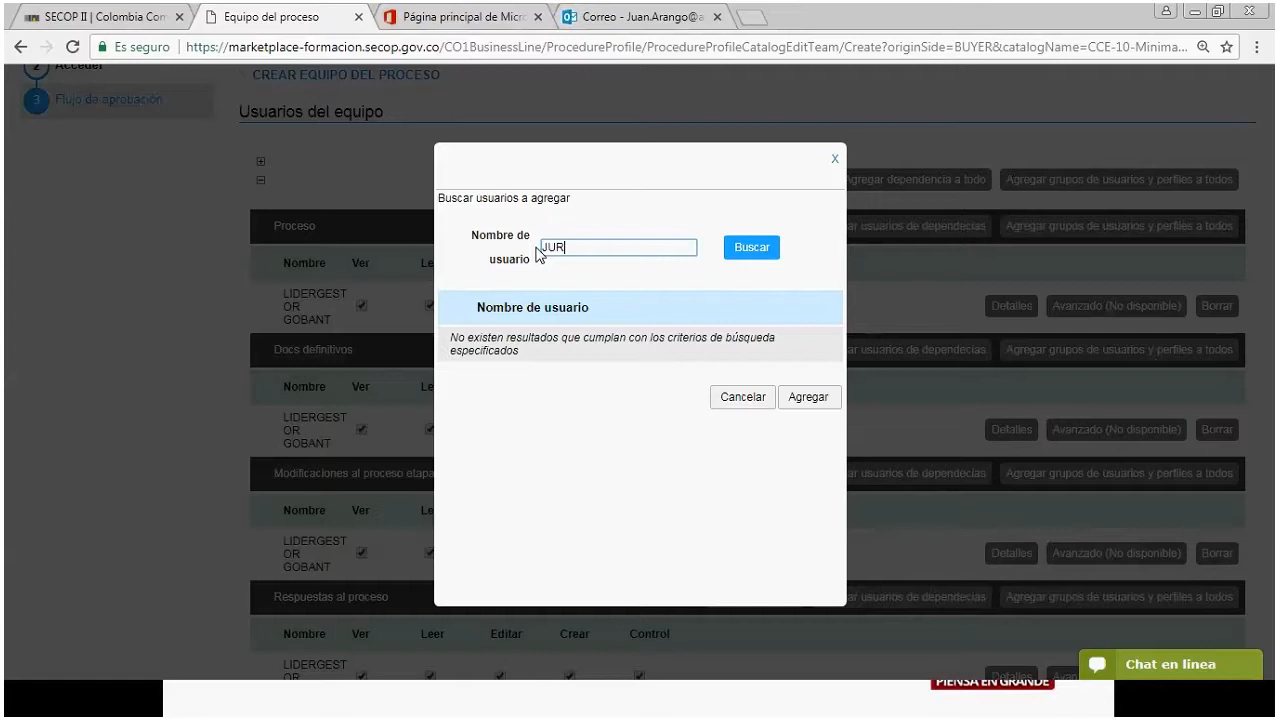 SECOP II | Colombia Com
Equipo del proceso
Página principal de Micr
Correo - Juan.Arango@a
Es seguro
https://marketplace-formacion.secop.gov.co/CO1BusinessLine/ProcedureProfile/ProcedureProfileCatalogEditTeam/Create?originSide=BUYER&catalogName=CCE-10-Minima...
2 Acceder
CREAR EQUIPO DEL PROCESO
3 Flujo de aprobación
Usuarios del equipo
X
Agregar dependencia a todo
Agregar grupos de usuarios y perfiles a todos
Buscar usuarios a agregar
Proceso
ar usuarios de dependecias
Agregar grupos de usuarios y perfiles a todos
Nombre de usuario
JUR
Buscar
Nombre Ver Le
LIDERGEST
OR
GOBANT
Detalles Avanzado (No disponible) Borrar
Nombre de usuario
No existen resultados que cumplan con los criterios de búsqueda
especificados
Docs definitivos
ar usuarios de dependecias
Agregar grupos de usuarios y perfiles a todos
Nombre Ver Le
Cancelar Agregar
LIDERGEST
OR
GOBANT
Detalles Avanzado (No disponible) Borrar
Modificaciones al proceso etapa
ar usuarios de dependecias
Agregar grupos de usuarios y perfiles a todos
Nombre Ver Le
LIDERGEST
OR
GOBANT
Detalles Avanzado (No disponible) Borrar
Respuestas al proceso
ar usuarios de dependecias
Agregar grupos de usuarios y perfiles a todos
Nombre Ver Leer Editar Crear Control
LIDERGEST
OR
Detalles Avan
Chat en linea
PIENSA EN GRANDE